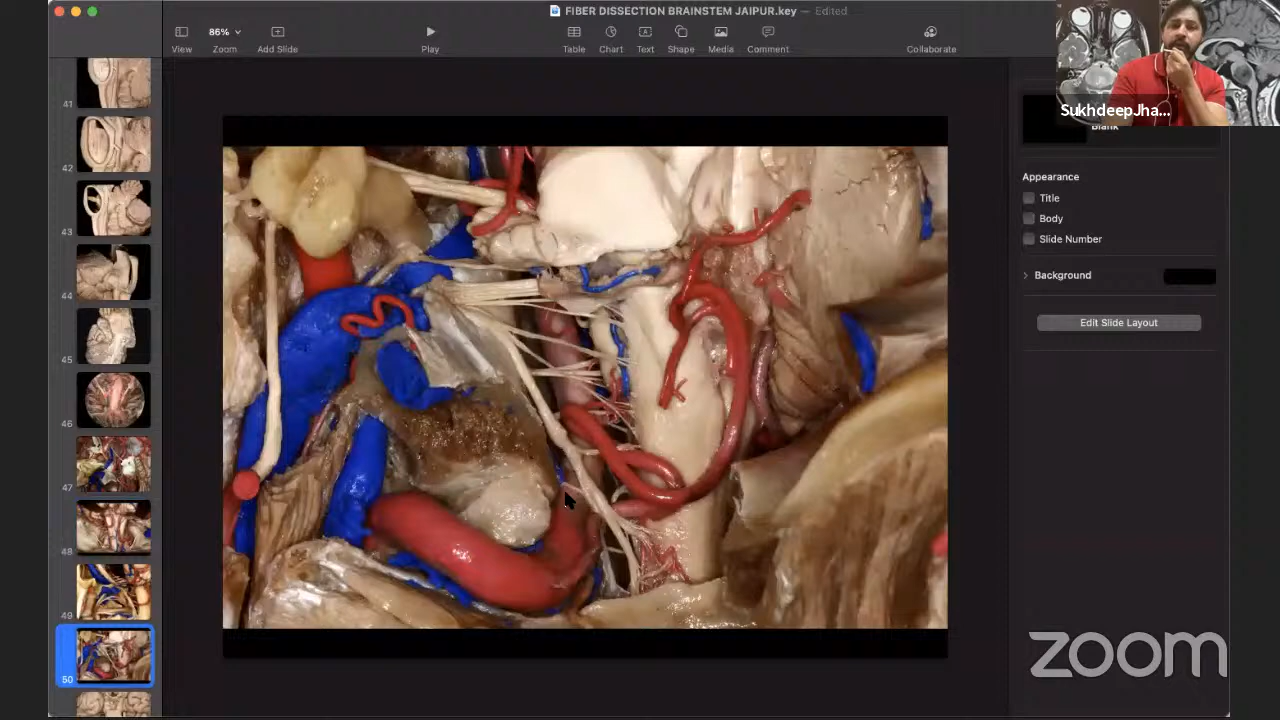 FIBER DISSECTION BRAINSTEM JAIPUR.key — Edited
86%
View
Zoom
Add Slide
Play
Table
Chart
Text
Shape
Media
Comment
Collaborate
SukhdeepJha...
Blank
Appearance
Title
Body
Slide Number
Background
Edit Slide Layout
41
42
43
44
45
46
47
48
49
50
zoom